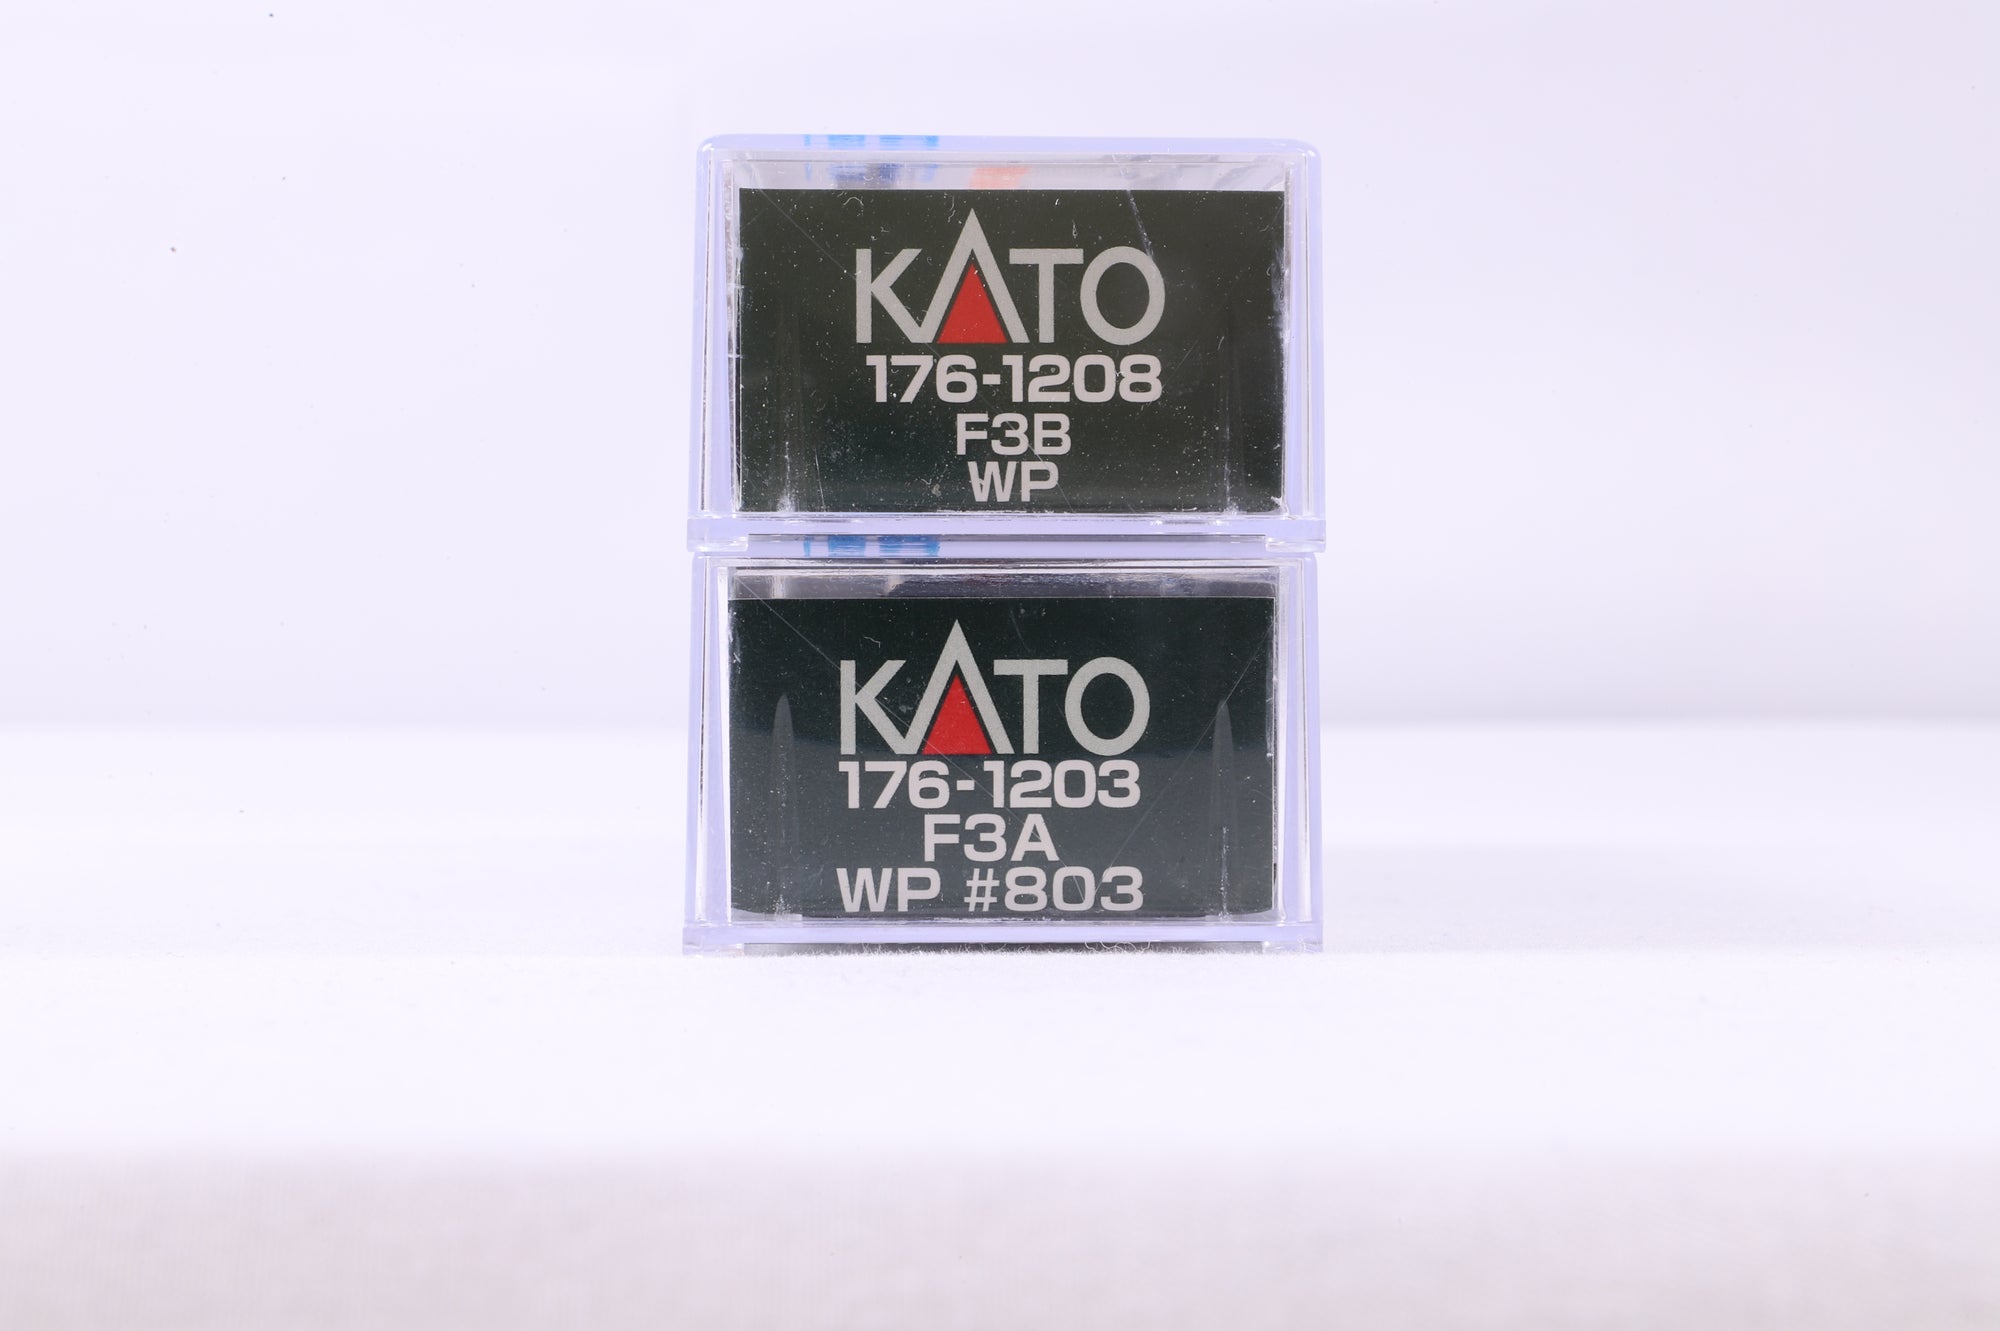 KATO
176-1208
F3B
WP
KATO
176-1203
F3A
WP #803